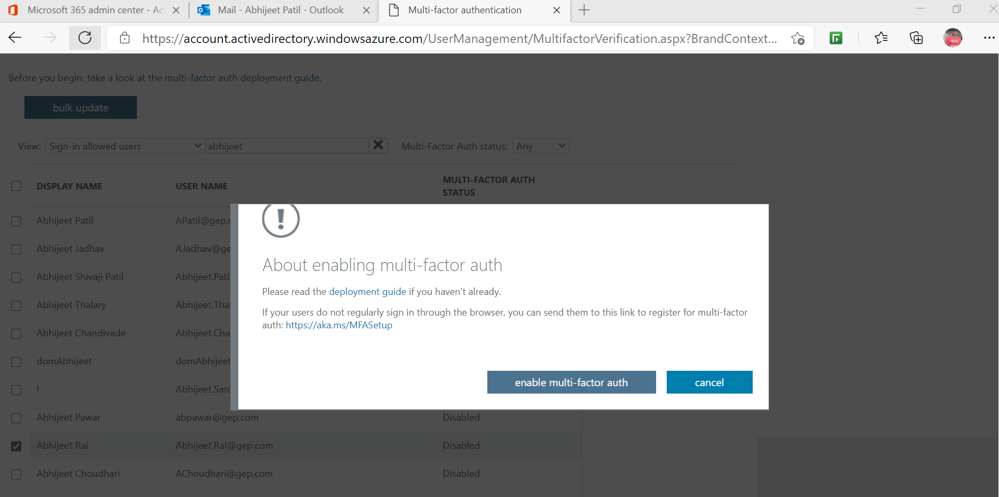 Microsoft 365 admin center - Ac
Mail - Abhijeet Patil - Outlook
Multi-factor authentication
https://account.activedirectory.windowsazure.com/UserManagement/MultifactorVerification.aspx?BrandContext...
Before you begin, take a look at the multi-factor auth deployment guide.
bulk update
View: Sign-in allowed users abhijeet Multi-Factor Auth status: Any
DISPLAY NAME USER NAME MULTI-FACTOR AUTH
STATUS
Abhijeet Patil APatil@gep.c
Abhijeet Jadhav AJadhav@ge
Abhijeet Shivaji Patil Abhijeet.Pati
Abhijeet Thalary Abhijeet.Thal
Abhijeet Chandivade Abhijeet.Cha
domAbhijeet domAbhijeet
l Abhijeet.San
About enabling multi-factor auth
Please read the deployment guide if you haven’t already.
If your users do not regularly sign in through the browser, you can send them to this link to register for multi-factor
auth: https://aka.ms/MFASetup
enable multi-factor auth cancel
Abhijeet Pawar abpawar@gep.com Disabled
Abhijeet Rai Abhijeet.Rai@gep.com Disabled
Abhijeet Choudhari AChoudhari@gep.com Disabled